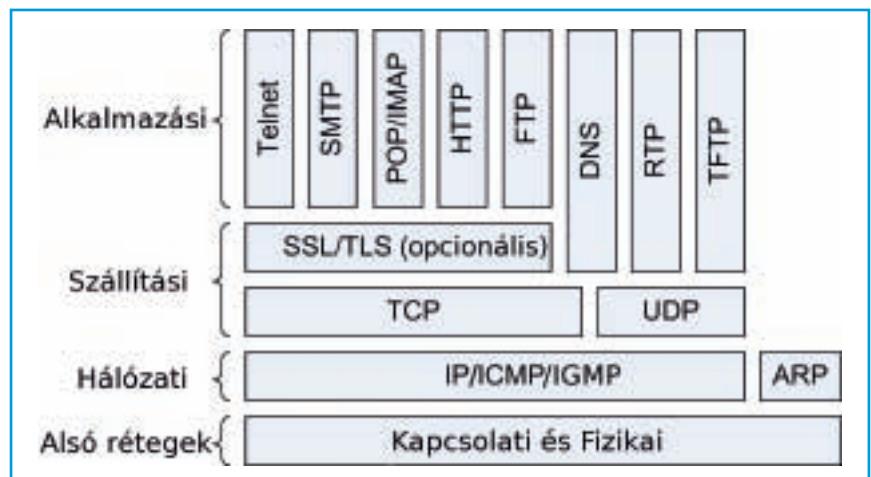 Alkalmazási
Telnet
SMTP
POP/IMAP
HTTP
FTP
DNS
RTP
TFTP
Szállítási
SSL/TLS (opcionális)
TCP
UDP
Hálózati
IP/ICMP/IGMP
ARP
Alsó rétegek
Kapcsolati és Fizikai